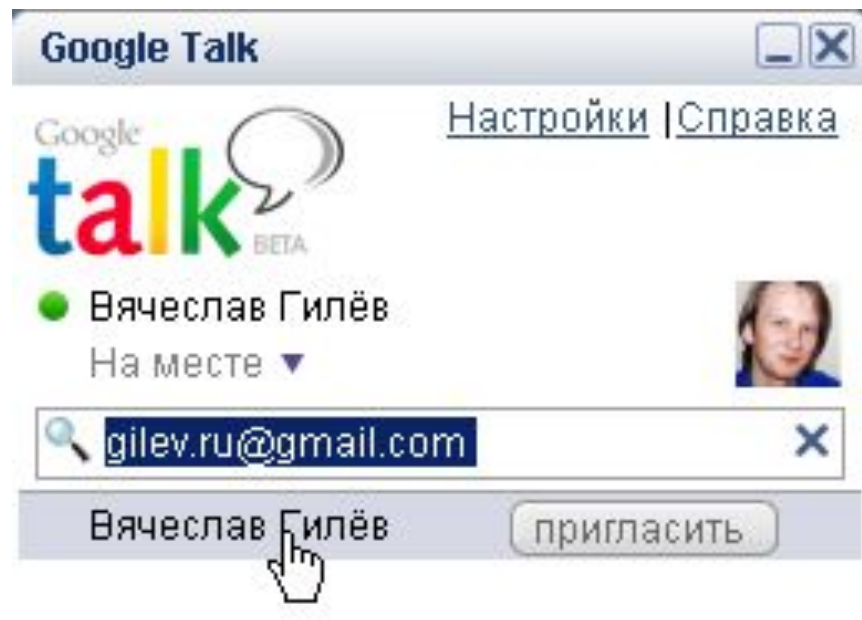 Google Talk
Настройки | Справка
Google
talk
BETA
Вячеслав Гилёв
На месте
gilev.ru@gmail.com
Вячеслав Гилёв пригласить